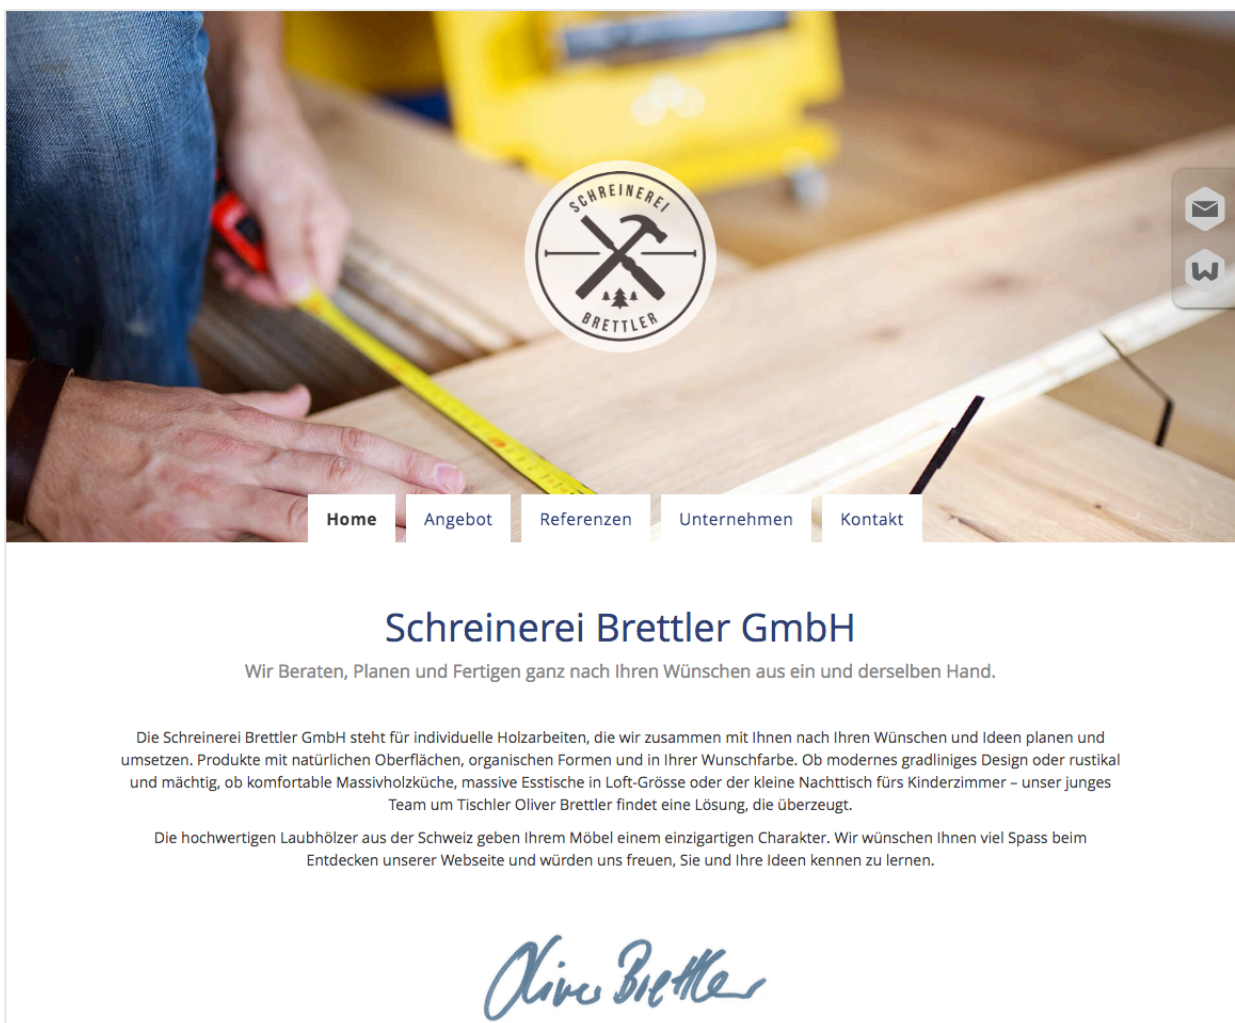 SCHREINEREI
BRETTLER
Home
Angebot
Referenzen
Unternehmen
Kontakt
Schreinerei Brettler GmbH
Wir Beraten, Planen und Fertigen ganz nach Ihren Wünschen aus ein und derselben Hand.
Die Schreinerei Brettler GmbH steht für individuelle Holzarbeiten, die wir zusammen mit Ihnen nach Ihren Wünschen und Ideen planen und
umsetzen. Produkte mit natürlichen Oberflächen, organischen Formen und in Ihrer Wunschfarbe. Ob modernes gradliniges Design oder rustikal
und mächtig, ob komfortable Massivholzküche, massive Esstische in Loft-Grösse oder der kleine Nachttisch fürs Kinderzimmer – unser junges
Team um Tischler Oliver Brettler findet eine Lösung, die überzeugt.
Die hochwertigen Laubhölzer aus der Schweiz geben Ihrem Möbel einem einzigartigen Charakter. Wir wünschen Ihnen viel Spass beim
Entdecken unserer Webseite und würden uns freuen, Sie und Ihre Ideen kennen zu lernen.
Oliver Brettler